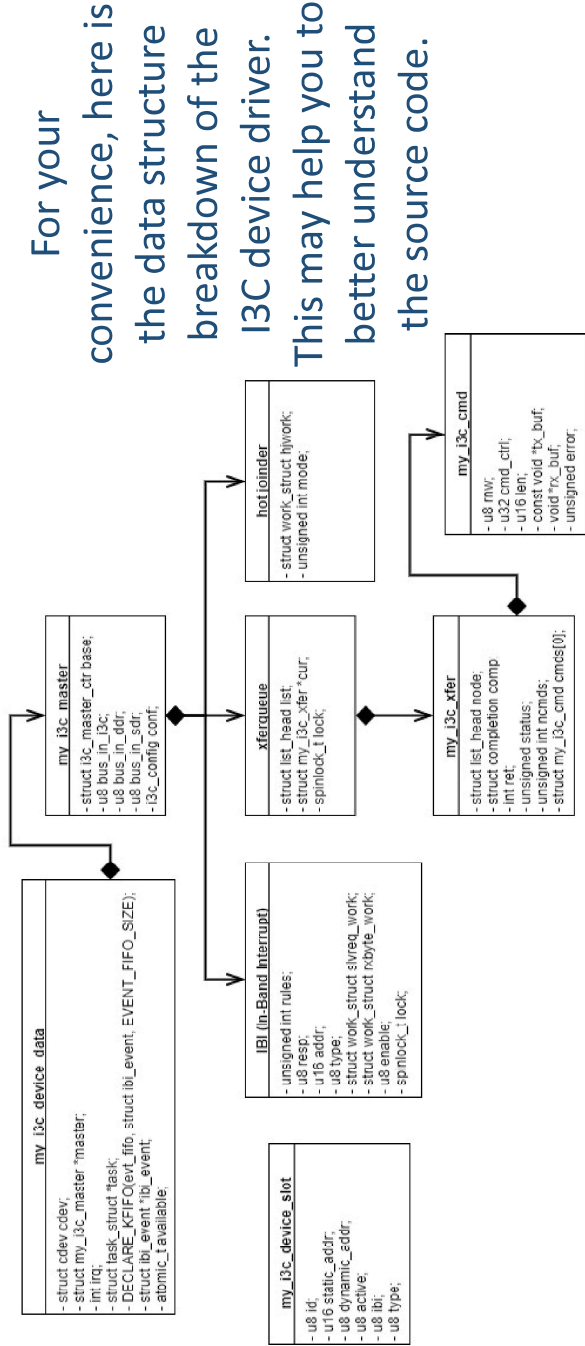 For your
convenience, here is
the data structure
breakdown of the
I3C device driver.
This may help you to
better understand
the source code.
my_i3c_device_data
- struct cdev cdev;
- struct my_i3c_master *master;
- int irq;
- struct task_struct *task;
- DECLARE_KFIFO(evt_fifo, struct ibi_event, EVENT_FIFO_SIZE);
- struct ibi_event *ibi_event;
- atomic_t available;
my_i3c_master
- struct i3c_master_ctr base;
- u8 bus_in_i3c;
- u8 bus_in_ddr;
- u8 bus_in_sdr;
- i3c_config conf;
my_i3c_device_slot
- u8 id;
- u16 static_addr;
- u8 dynamic_addr;
- u8 active;
- u8 ibi;
- u8 type;
IBI (In-Band Interrupt)
- unsigned int rules;
- u8 resp;
- u16 addr;
- u8 type;
- struct work_struct slvreq_work;
- struct work_struct rxbyte_work;
- u8 enable;
- spinlock_t lock;
xferqueue
- struct list_head list;
- struct my_i3c_xfer *cur;
- spinlock_t lock;
hot joinder
- struct work_struct hjwork;
- unsigned int mode;
my_i3c_xfer
- struct list_head node;
- struct completion comp
- int ret;
- unsigned status;
- unsigned int ncmds;
- struct my_i3c_cmd cmds[0];
my_i3c_cmd
- u8 rnw;
- u32 cmd_ctrl;
- u16 len;
- const void *tx_buf;
- void *rx_buf;
- unsigned error;